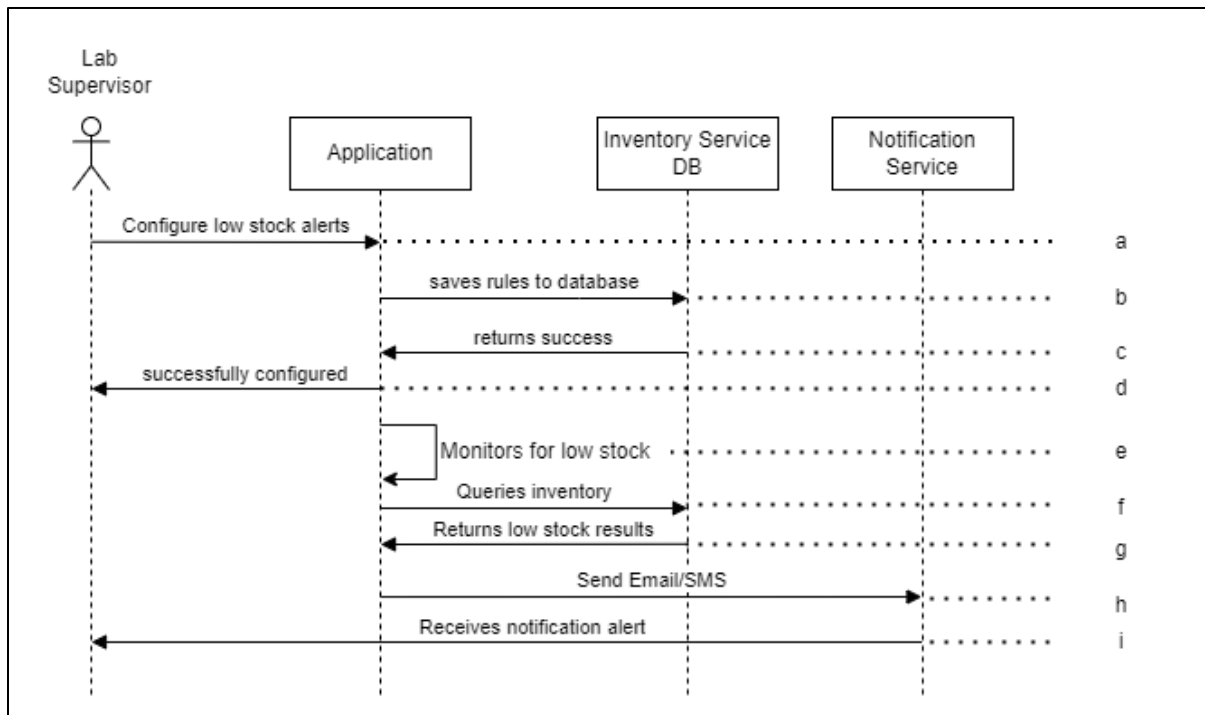 Lab
Supervisor
Application
Inventory Service
DB
Notification
Service
Configure low stock alerts
a
saves rules to database
b
returns success
c
successfully configured
d
Monitors for low stock
e
Queries inventory
f
Returns low stock results
g
Send Email/SMS
h
Receives notification alert
i